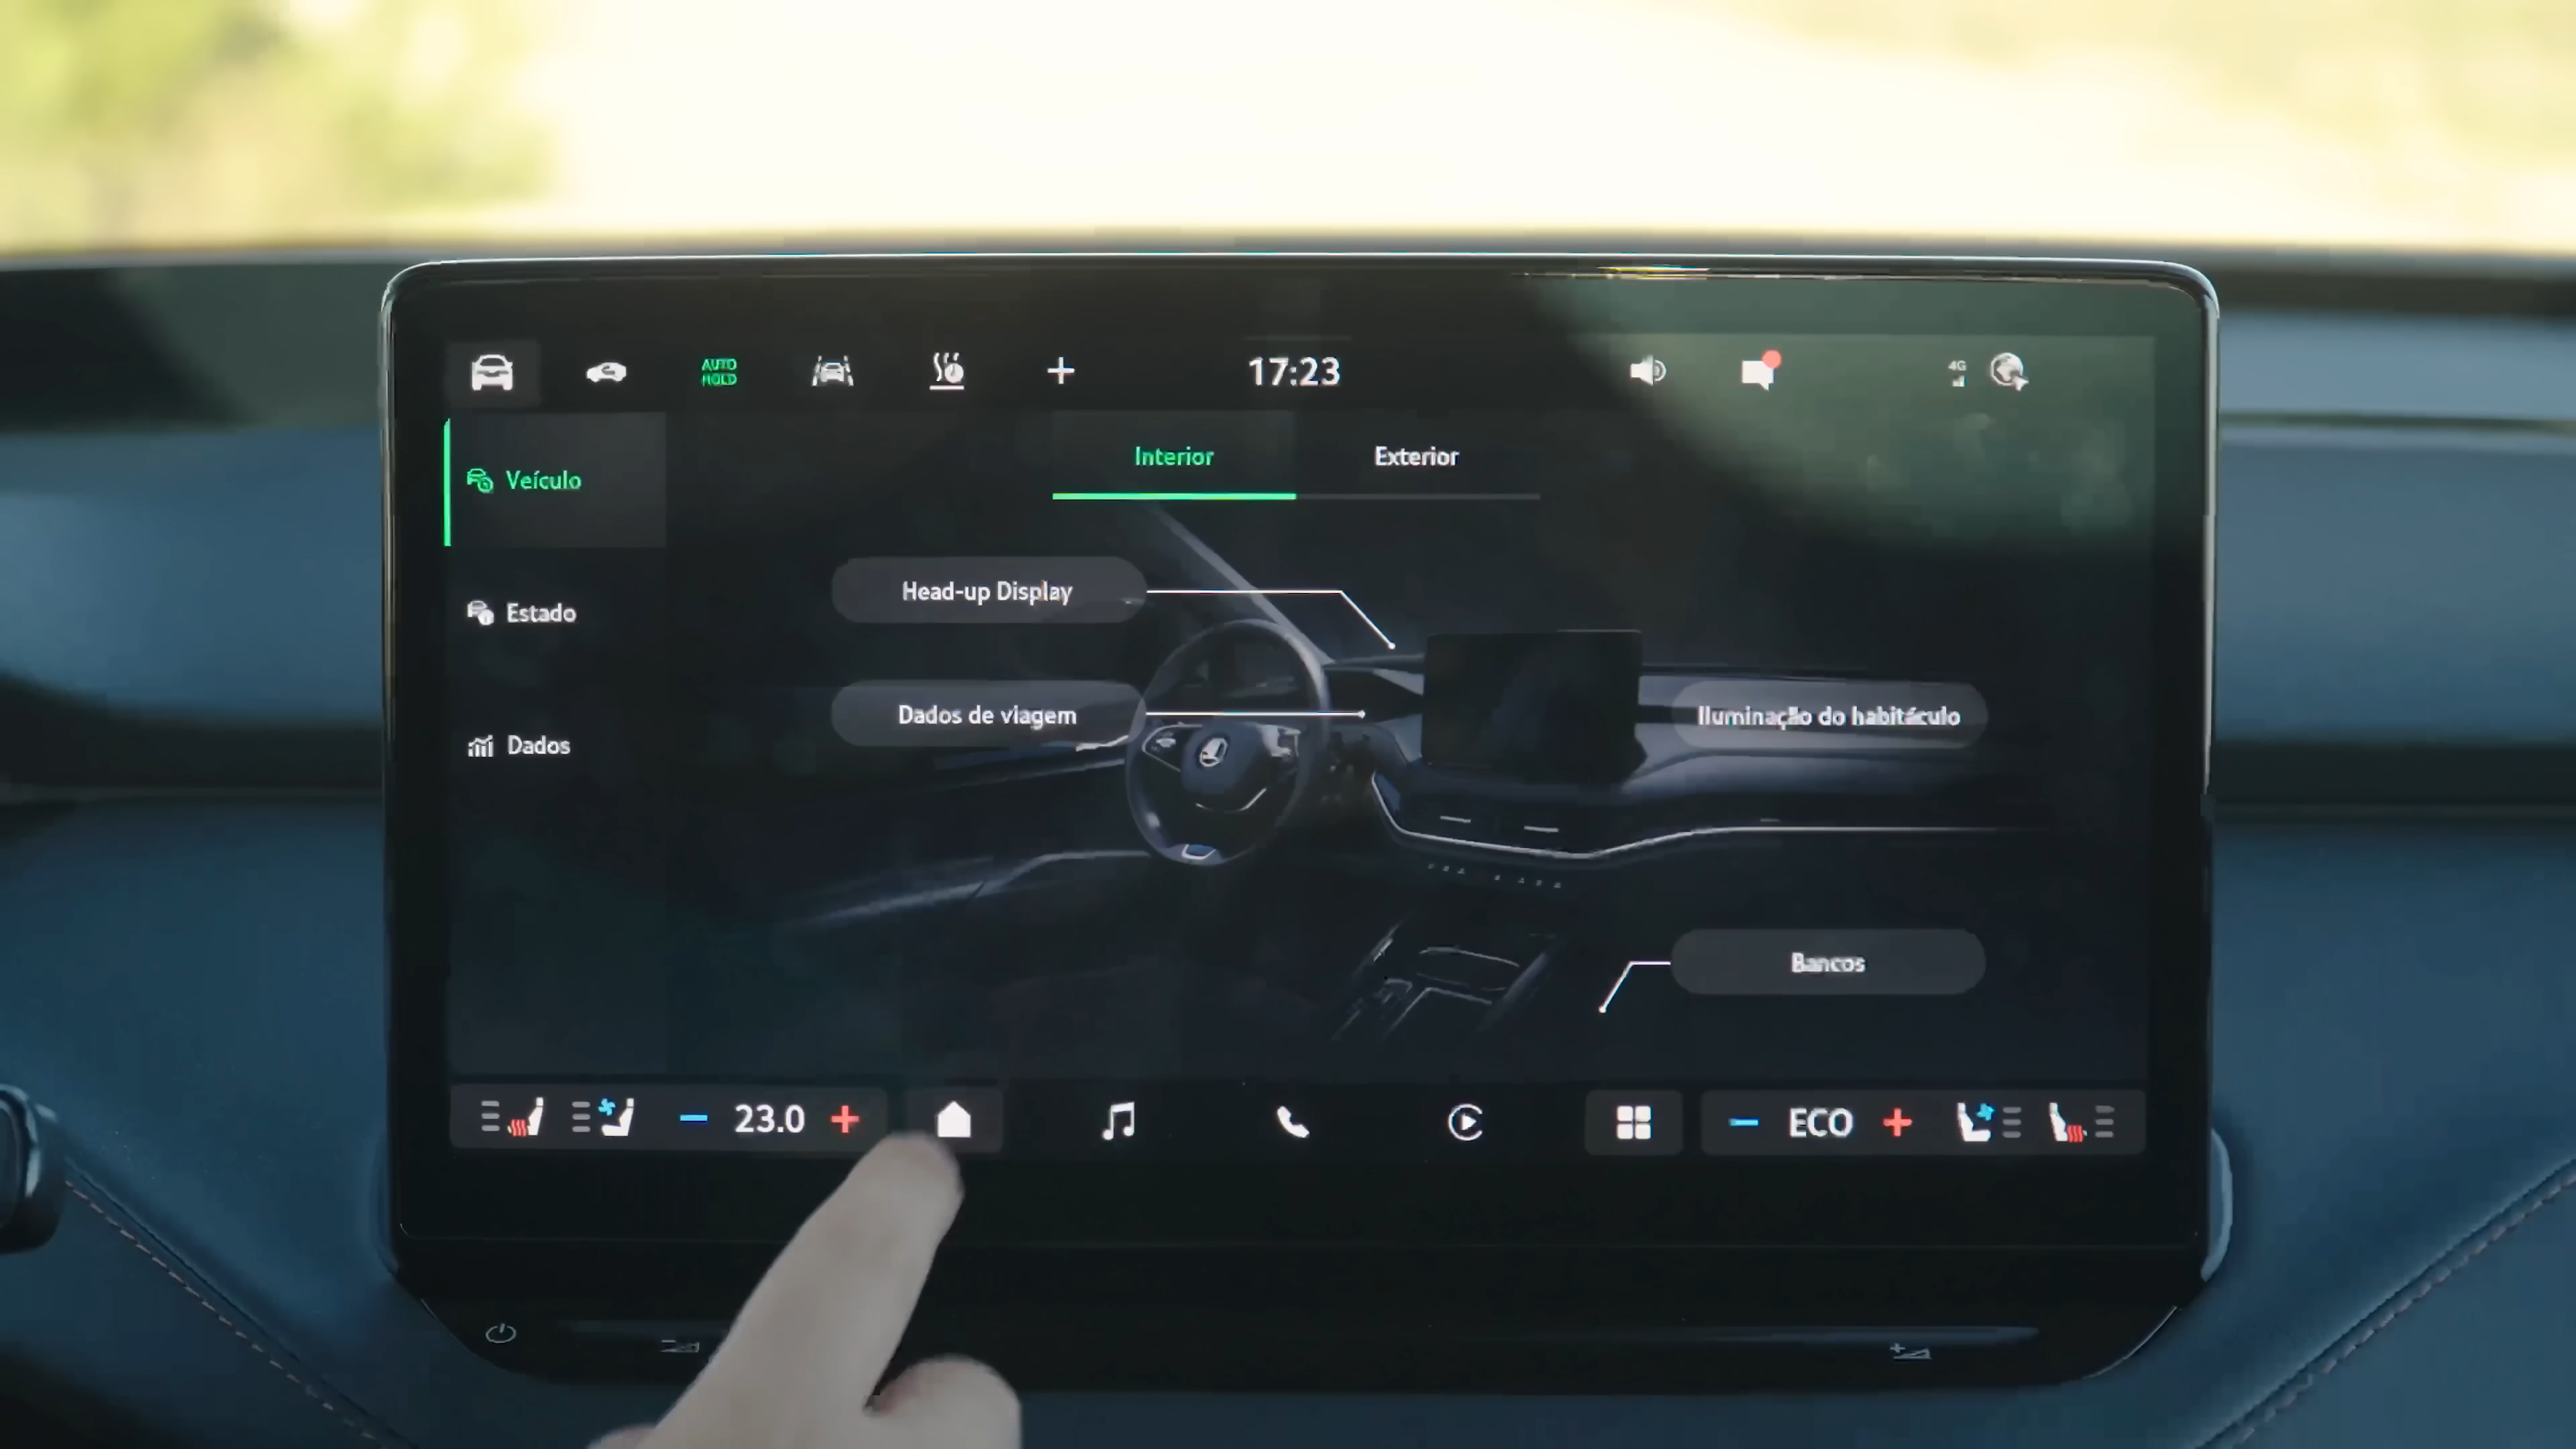 AUTO
HOLD
17:23
4G
Veículo
Interior
Exterior
Estado
Head-up Display
Dados de viagem
Iluminação do habitáculo
Dados
Bancos
23.0
ECO